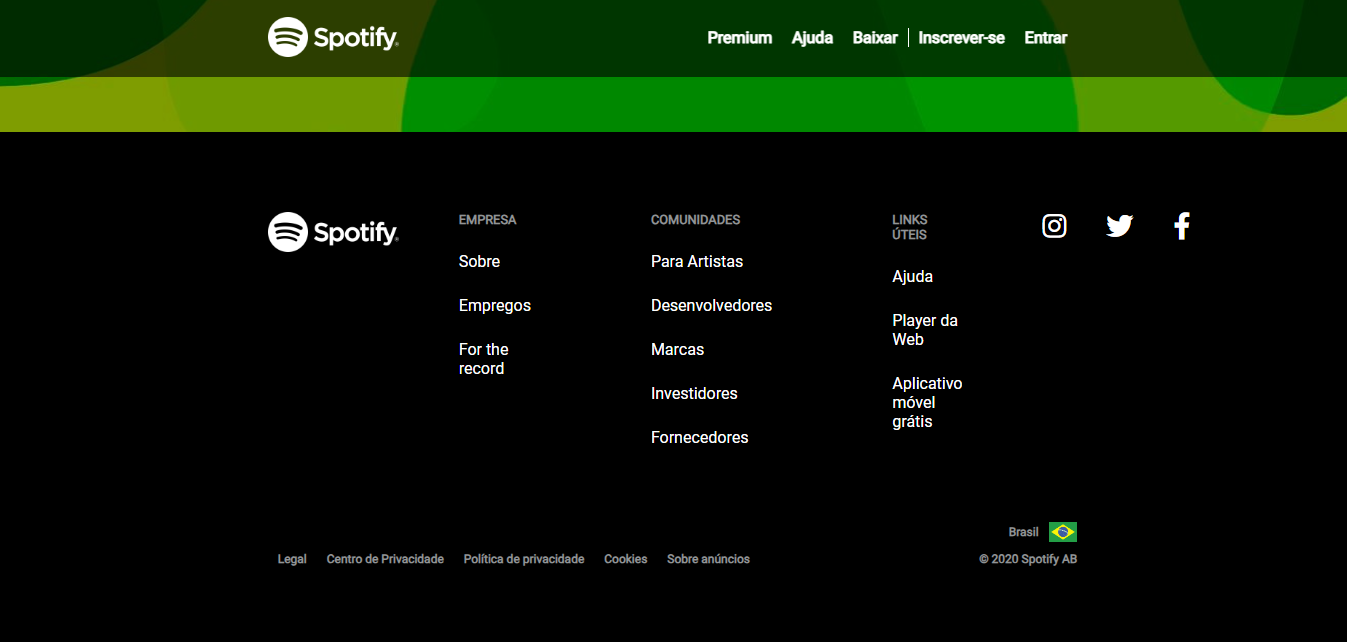 Spotify®
Premium Ajuda Baixar Inscrever-se Entrar
Spotify®
EMPRESA
Sobre
Empregos
For the
record
COMUNIDADES
Para Artistas
Desenvolvedores
Marcas
Investidores
Fornecedores
LINKS
ÚTEIS
Ajuda
Player da
Web
Aplicativo
móvel
grátis
Brasil
Legal Centro de Privacidade Política de privacidade Cookies Sobre anúncios
© 2020 Spotify AB